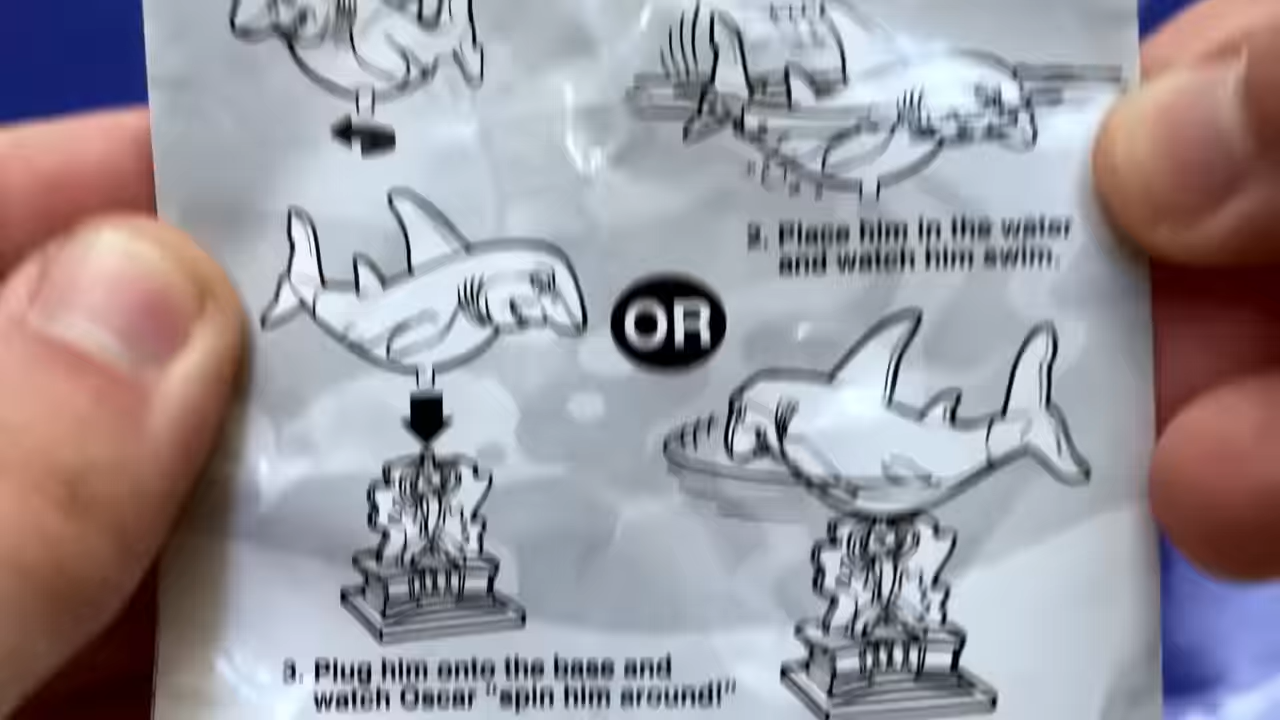 2. Place him in the water
and watch him swim.
OR
3. Plug him onto the base and
watch Oscar "spin him around!"